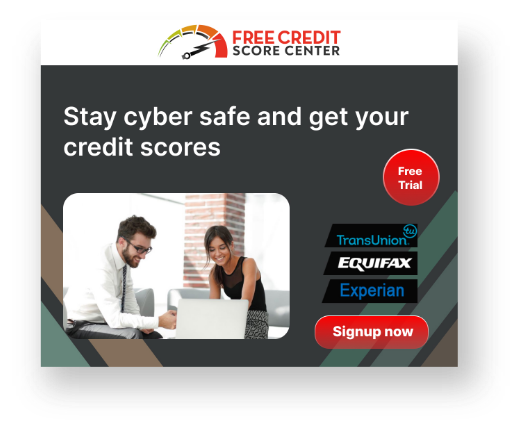 FREE CREDIT
SCORE CENTER
Stay cyber safe and get your
credit scores
Free
Trial
TransUnion
tu
EQUIFAX
Experian
Signup now